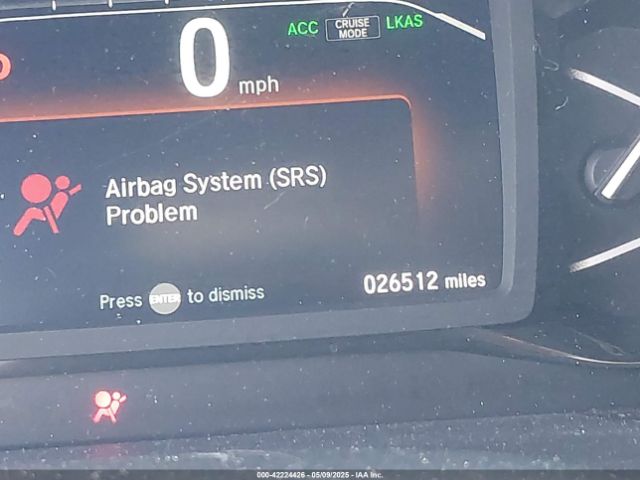 ACC CRUISE MODE LKAS
0 mph
Airbag System (SRS)
Problem
Press ENTER to dismiss
026512 miles
000-42224426 - 05/09/2025 - IAA Inc.